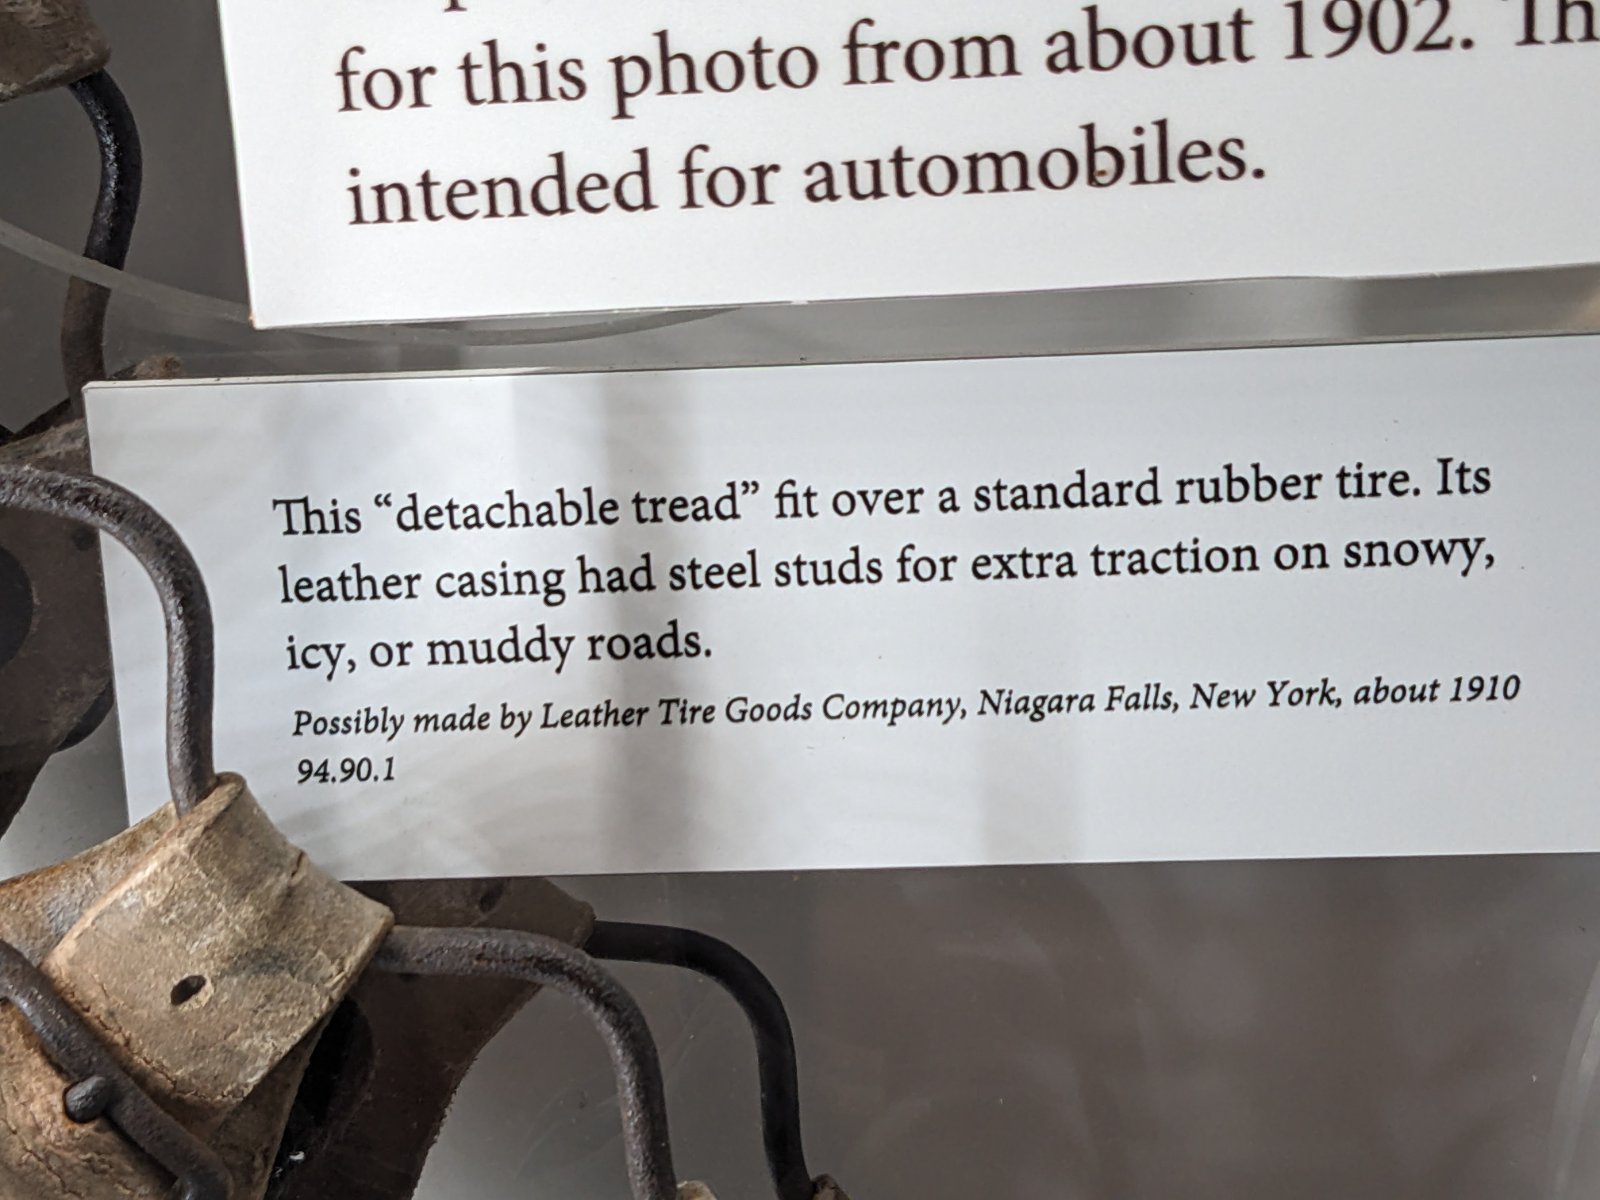 for this photo from about 1902. Th
intended for automobiles.
This “detachable tread” fit over a standard rubber tire. Its
leather casing had steel studs for extra traction on snowy,
icy, or muddy roads.
Possibly made by Leather Tire Goods Company, Niagara Falls, New York, about 1910
94.90.1